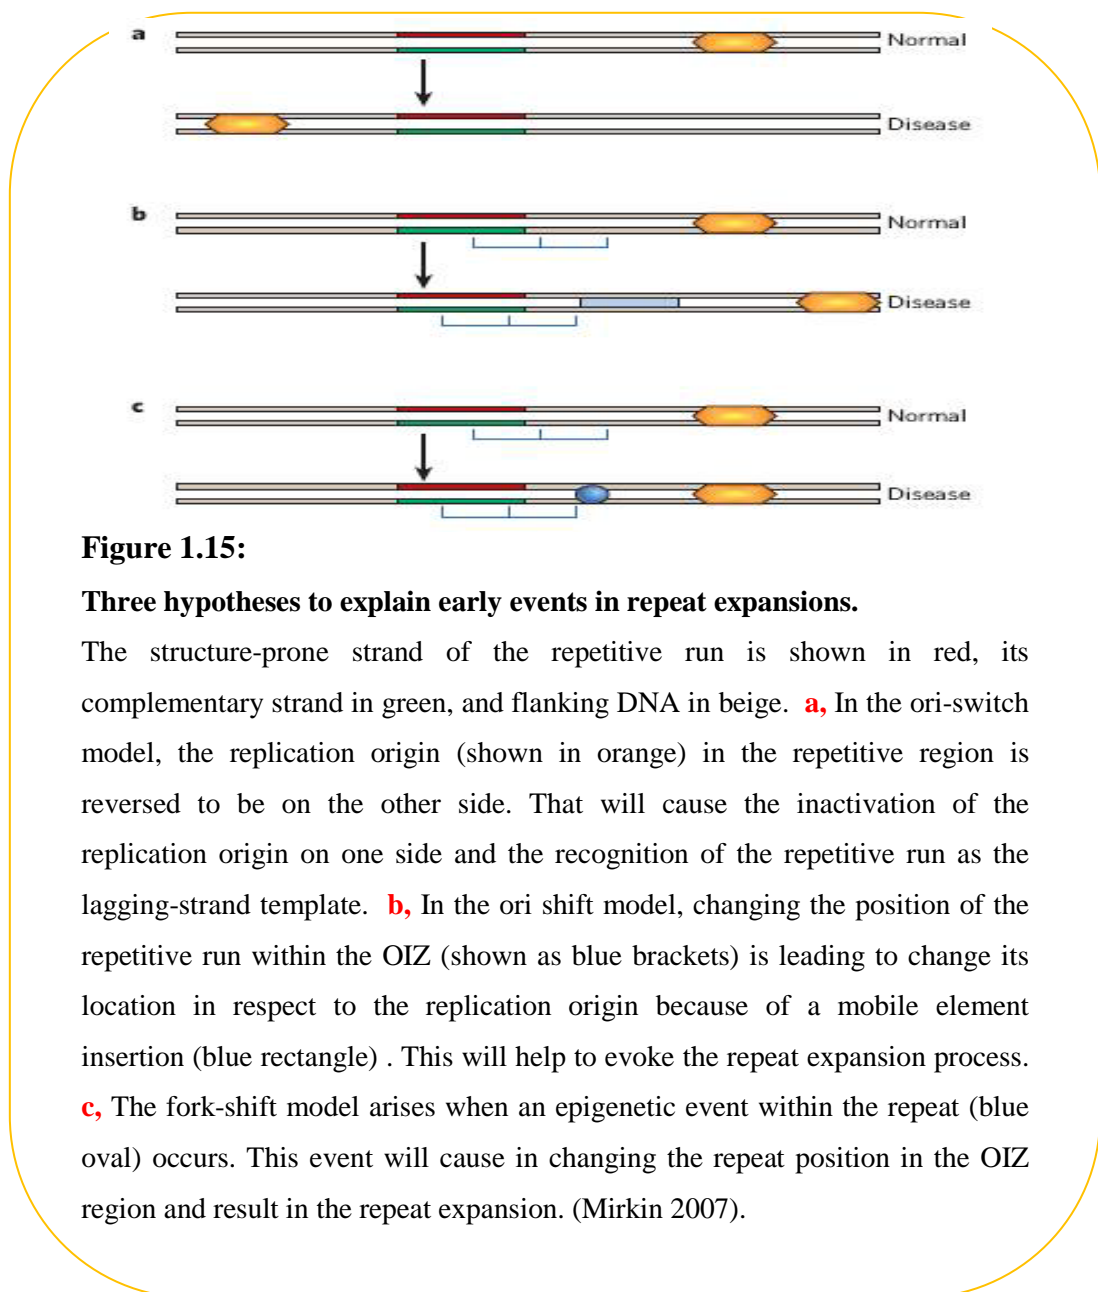 a
Normal
Disease
b
Normal
Disease
c
Normal
Disease
Figure 1.15:
Three hypotheses to explain early events in repeat expansions.
The structure-prone strand of the repetitive run is shown in red, its
complementary strand in green, and flanking DNA in beige. a, In the ori-switch
model, the replication origin (shown in orange) in the repetitive region is
reversed to be on the other side. That will cause the inactivation of the
replication origin on one side and the recognition of the repetitive run as the
lagging-strand template. b, In the ori shift model, changing the position of the
repetitive run within the OIZ (shown as blue brackets) is leading to change its
location in respect to the replication origin because of a mobile element
insertion (blue rectangle) . This will help to evoke the repeat expansion process.
c, The fork-shift model arises when an epigenetic event within the repeat (blue
oval) occurs. This event will cause in changing the repeat position in the OIZ
region and result in the repeat expansion. (Mirkin 2007).